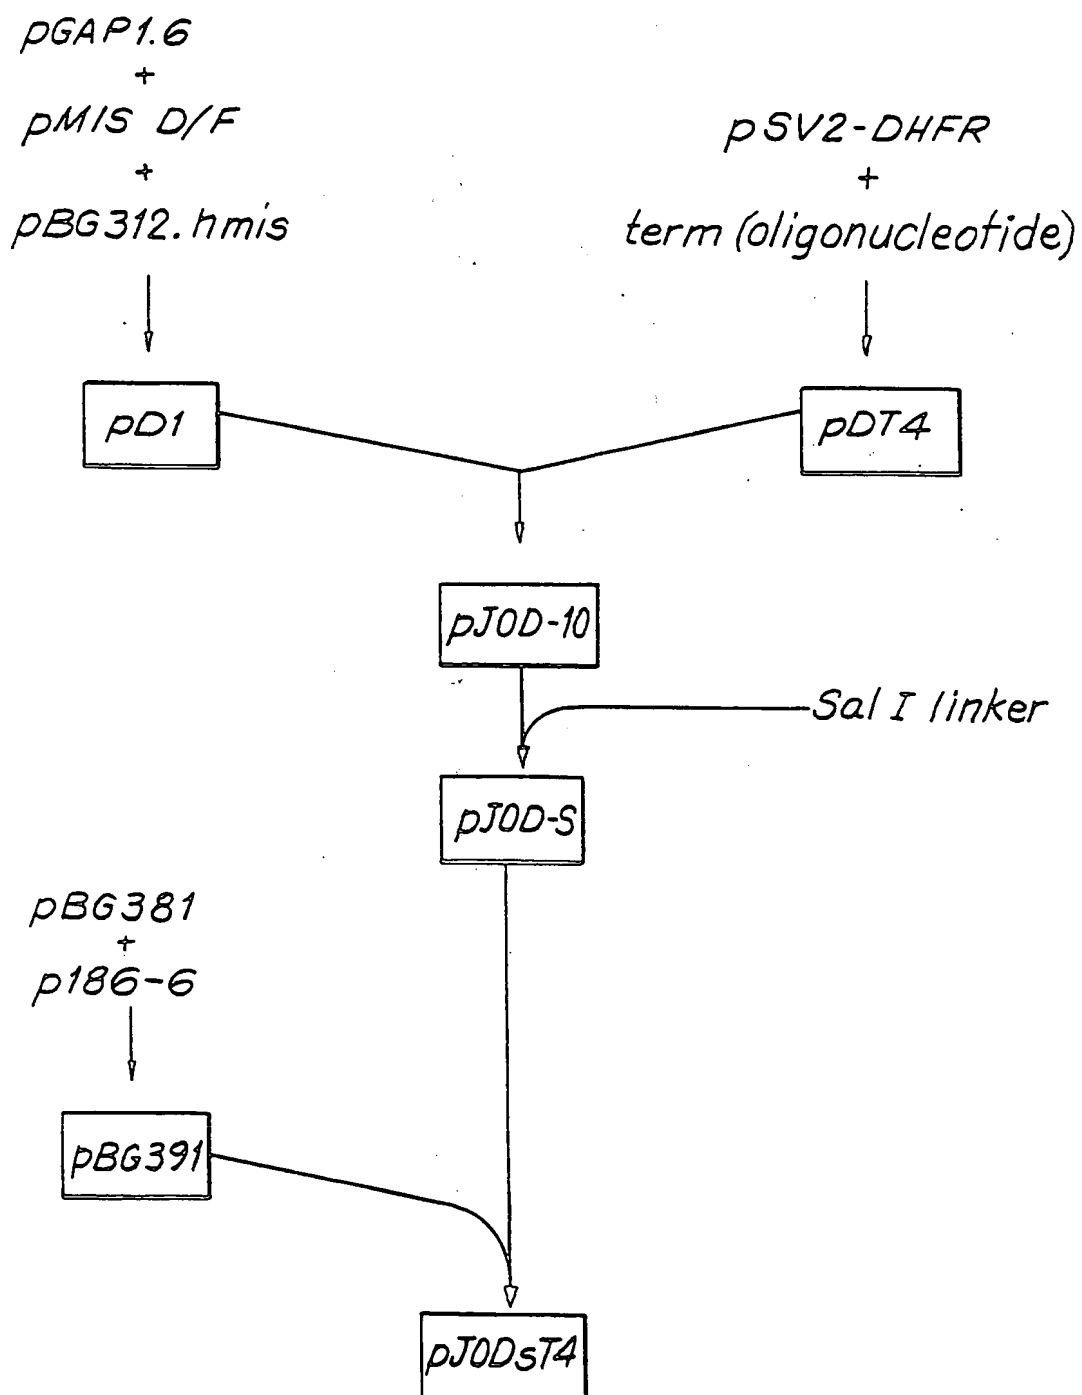 pGAP1.6
+
pMIS D/F
+
pBG312.hmis
pSV2-DHFR
+
term (oligonucleotide)
pD1
pDT4
pJOD-10
Sal I linker
pJOD-S
pBG381
+
p186-6
pBG391
pJODsT4